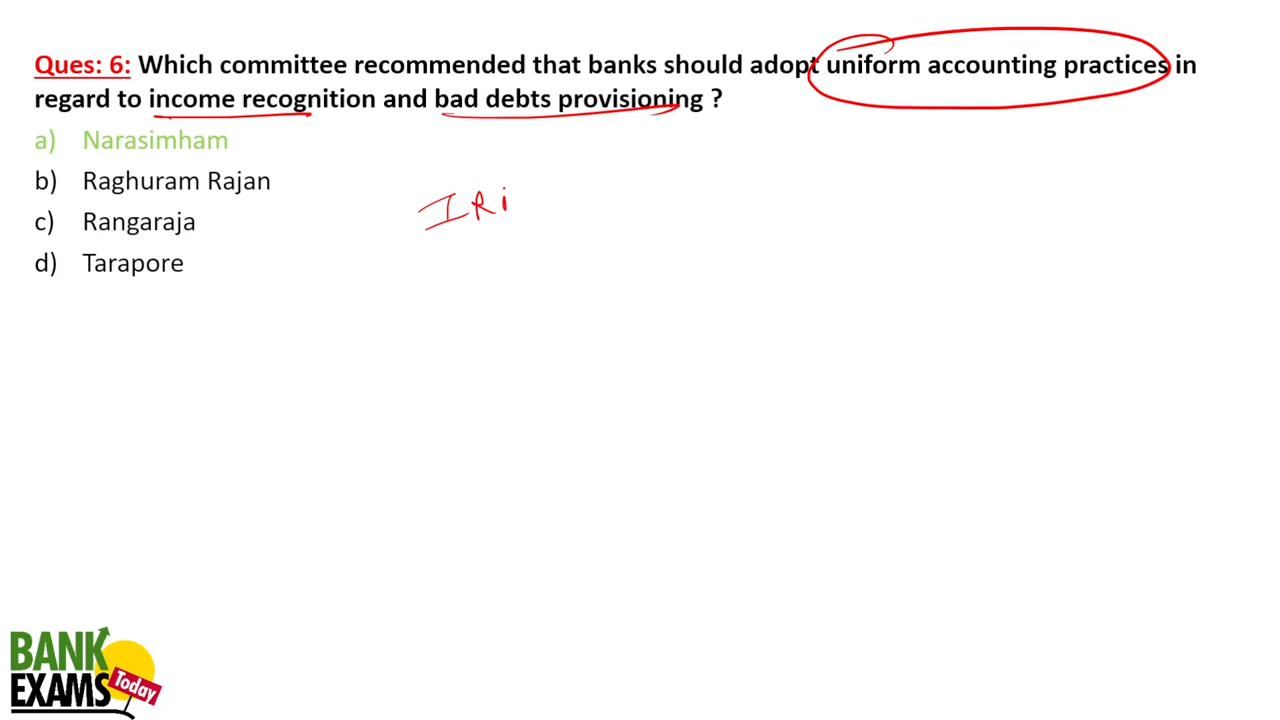 Ques: 6: Which committee recommended that banks should adopt uniform accounting practices in
regard to income recognition and bad debts provisioning ?
a) Narasimham
b) Raghuram Rajan
c) Rangaraja
d) Tarapore
IRi
BANK
EXAMS
Today